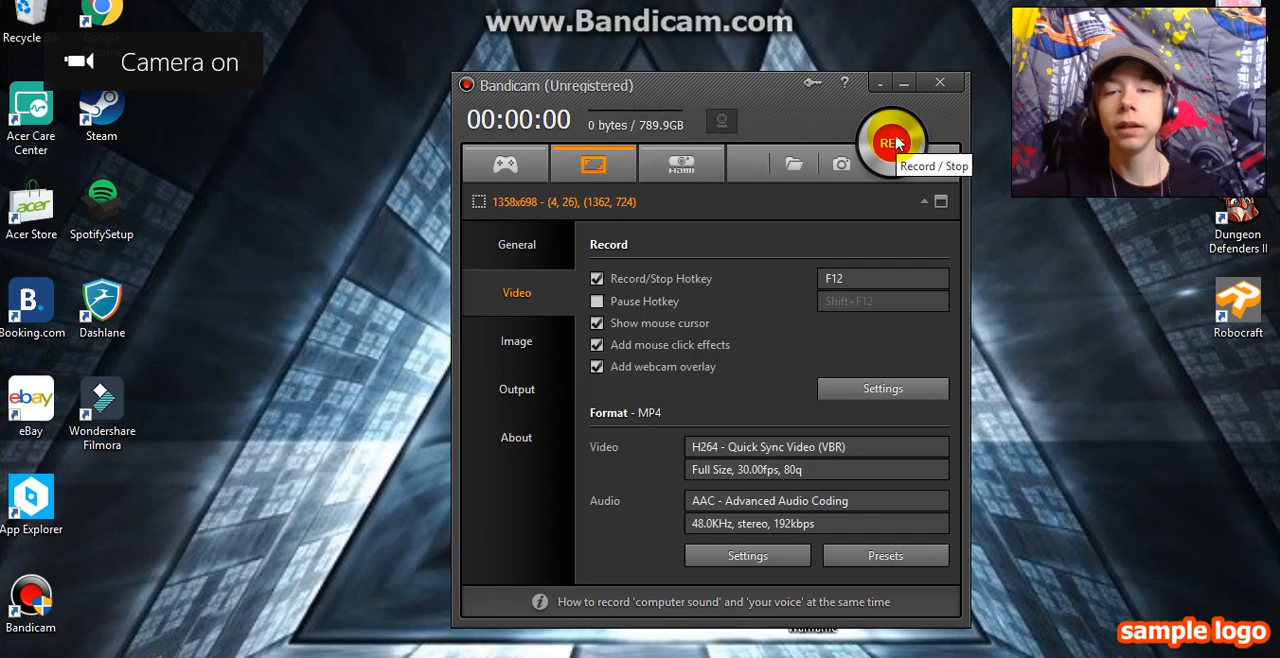 www.Bandicam.com
Recycle
Camera on
Acer Care
Center
Steam
Acer Store
SpotifySetup
Booking.com
Dashlane
eBay
Wondershare
Filmora
App Explorer
Bandicam
Bandicam (Unregistered)
00:00:00
0 bytes / 789.9GB
REC
Record / Stop
HDMI
1358x698 - (4, 26), (1362, 724)
General
Video
Image
Output
About
Record
Record/Stop Hotkey
F12
Pause Hotkey
Shift+F12
Show mouse cursor
Add mouse click effects
Add webcam overlay
Settings
Format - MP4
Video
H264 - Quick Sync Video (VBR)
Full Size, 30.00fps, 80q
Audio
AAC - Advanced Audio Coding
48.0KHz, stereo, 192kbps
Settings
Presets
How to record 'computer sound' and 'your voice' at the same time
Dungeon
Defenders II
Robocraft
sample logo